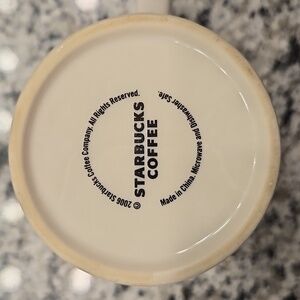 © 2006 Starbucks Coffee Company. All Rights Reserved.
STARBUCKS
COFFEE
Made in China. Microwave and Dishwasher Safe.